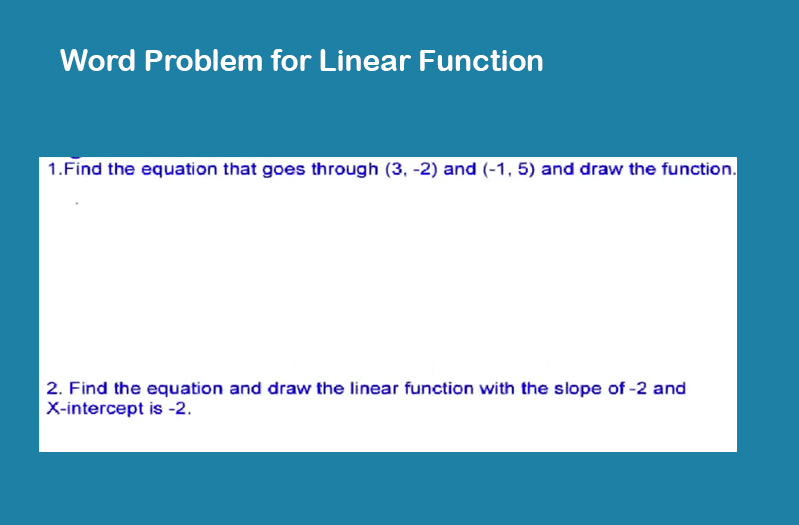 Word Problem for Linear Function
1.Find the equation that goes through (3, -2) and (-1, 5) and draw the function.
2. Find the equation and draw the linear function with the slope of -2 and
X-intercept is -2.